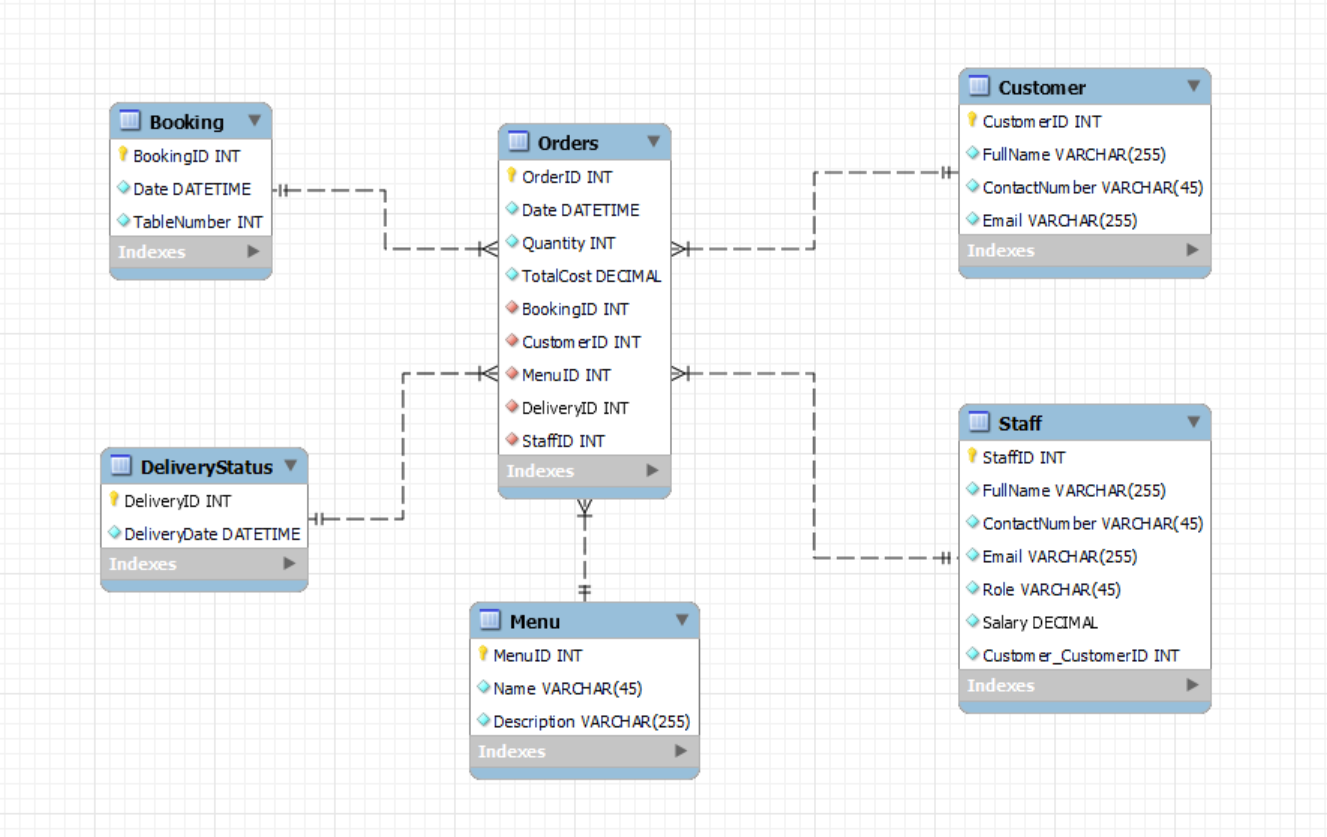 Booking
BookingID INT
Date DATETIME
TableNumber INT
Indexes
Orders
OrderID INT
Date DATETIME
Quantity INT
TotalCost DECIMAL
BookingID INT
CustomerID INT
MenuID INT
DeliveryID INT
StaffID INT
Indexes
Customer
CustomerID INT
FullName VARCHAR(255)
ContactNumber VARCHAR(45)
Email VARCHAR(255)
Indexes
DeliveryStatus
DeliveryID INT
DeliveryDate DATETIME
Indexes
Menu
MenuID INT
Name VARCHAR(45)
Description VARCHAR(255)
Indexes
Staff
StaffID INT
FullName VARCHAR(255)
ContactNumber VARCHAR(45)
Email VARCHAR(255)
Role VARCHAR(45)
Salary DECIMAL
Customer_CustomerID INT
Indexes